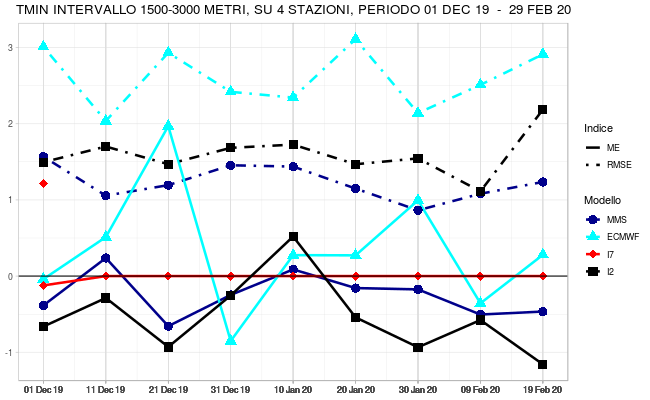 TMIN INTERVALLO 1500-3000 METRI, SU 4 STAZIONI, PERIODO 01 DEC 19 - 29 FEB 20
3
2
1
0
-1
01 Dec 19 11 Dec 19 21 Dec 19 31 Dec 19 10 Jan 20 20 Jan 20 30 Jan 20 09 Feb 20 19 Feb 20
Indice
ME
RMSE
Modello
MMS
ECMWF
I7
I2